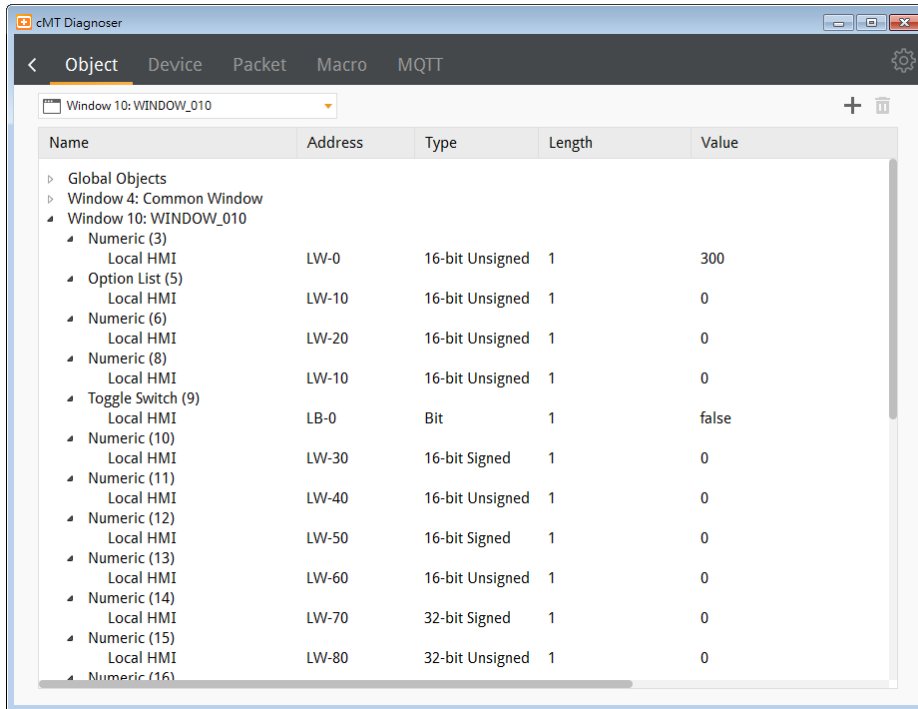 cMT Diagnoser
Object Device Packet Macro MQTT
Window 10: WINDOW_010
Name Address Type Length Value
Global Objects
Window 4: Common Window
Window 10: WINDOW_010
Numeric (3)
Local HMI LW-0 16-bit Unsigned 1 300
Option List (5)
Local HMI LW-10 16-bit Unsigned 1 0
Numeric (6)
Local HMI LW-20 16-bit Unsigned 1 0
Numeric (8)
Local HMI LW-10 16-bit Unsigned 1 0
Toggle Switch (9)
Local HMI LB-0 Bit 1 false
Numeric (10)
Local HMI LW-30 16-bit Signed 1 0
Numeric (11)
Local HMI LW-40 16-bit Unsigned 1 0
Numeric (12)
Local HMI LW-50 16-bit Signed 1 0
Numeric (13)
Local HMI LW-60 16-bit Unsigned 1 0
Numeric (14)
Local HMI LW-70 32-bit Signed 1 0
Numeric (15)
Local HMI LW-80 32-bit Unsigned 1 0
Numeric (16)